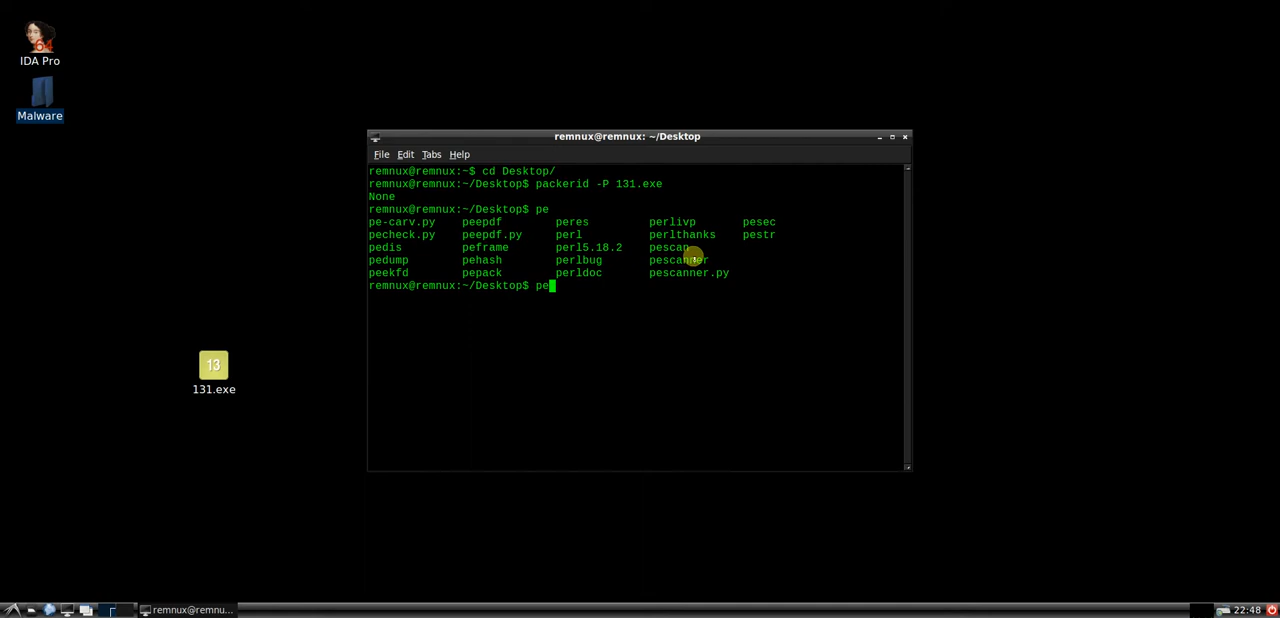 64
IDA Pro
Malware
13
131.exe
remnux@remnux: ~/Desktop
File Edit Tabs Help
remnux@remnux:~$ cd Desktop/
remnux@remnux:~/Desktop$ packerid -P 131.exe
None
remnux@remnux:~/Desktop$ pe
pe-carv.py peepdf peres perlivp pesec
pecheck.py peepdf.py perl perlthanks pestr
pedis peframe perl5.18.2 pescan
pedump pehash perlbug pescanner
peekfd pepack perldoc pescanner.py
remnux@remnux:~/Desktop$ pe
remnux@remnu...
22:48